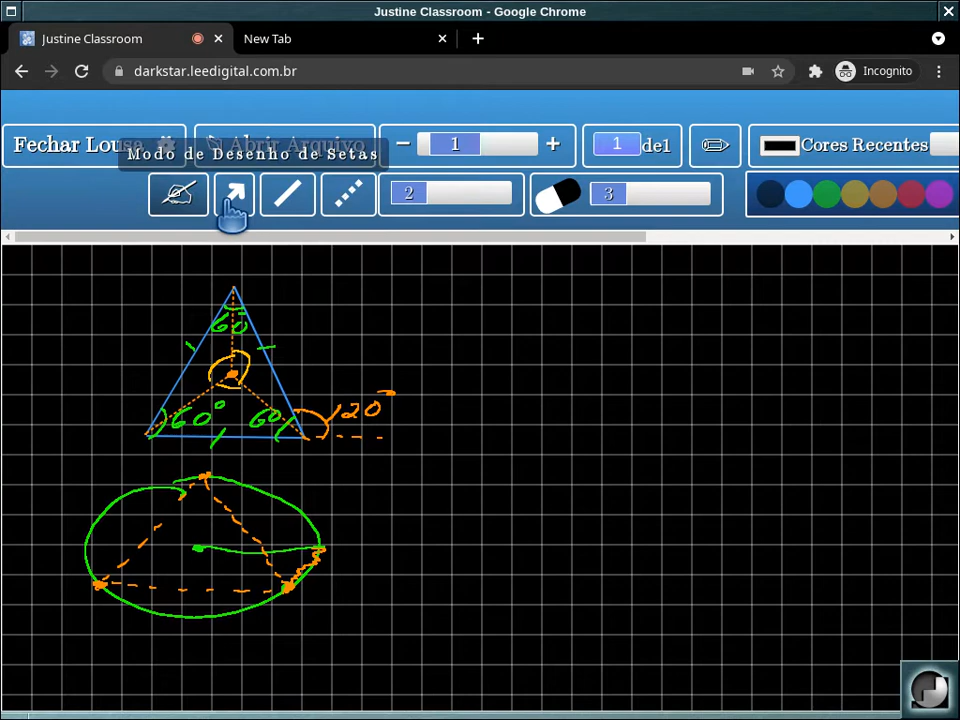 Justine Classroom - Google Chrome
Justine Classroom
New Tab
darkstar.leedigital.com.br
Incognito
Fechar Lousa
Abrir Arquivo
1
1 de1
Cores Recentes
Modo de Desenho de Setas
2
3
60°
60° 60
120°